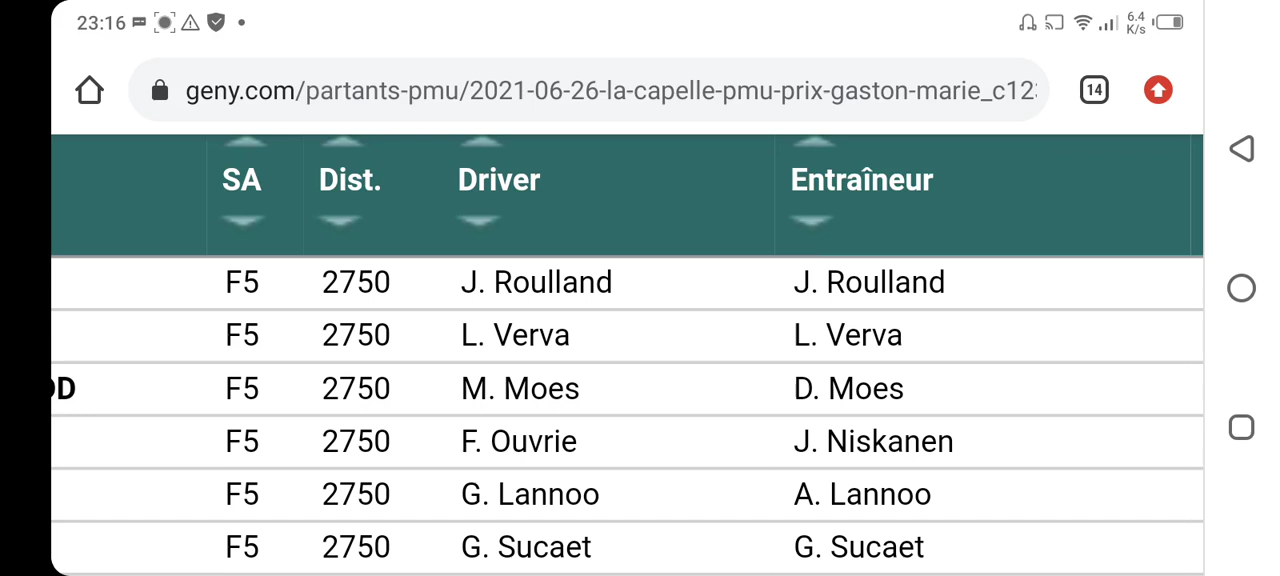 23:16 6.4 K/s
geny.com/partants-pmu/2021-06-26-la-capelle-pmu-prix-gaston-marie_c12 14
SA Dist. Driver Entraîneur
F5 2750 J. Roulland J. Roulland
F5 2750 L. Verva L. Verva
D F5 2750 M. Moes D. Moes
F5 2750 F. Ouvrie J. Niskanen
F5 2750 G. Lannoo A. Lannoo
F5 2750 G. Sucaet G. Sucaet